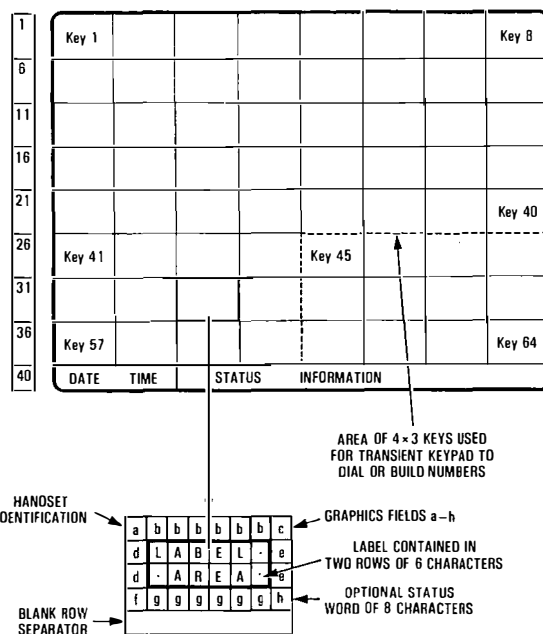 1
Key 1
Key 8
6
11
16
21
Key 40
26
Key 41
Key 45
31
36
Key 57
Key 64
40
DATE TIME STATUS INFORMATION
AREA OF 4×3 KEYS USED
FOR TRANSIENT KEYPAD TO
DIAL OR BUILD NUMBERS
HANDSET
IDENTIFICATION
a b b b b b b c
GRAPHICS FIELDS a–h
d L A B E L · e
d · A R E A · e
LABEL CONTAINED IN
TWO ROWS OF 6 CHARACTERS
f g g g g g g h
OPTIONAL STATUS
WORD OF 8 CHARACTERS
BLANK ROW
SEPARATOR